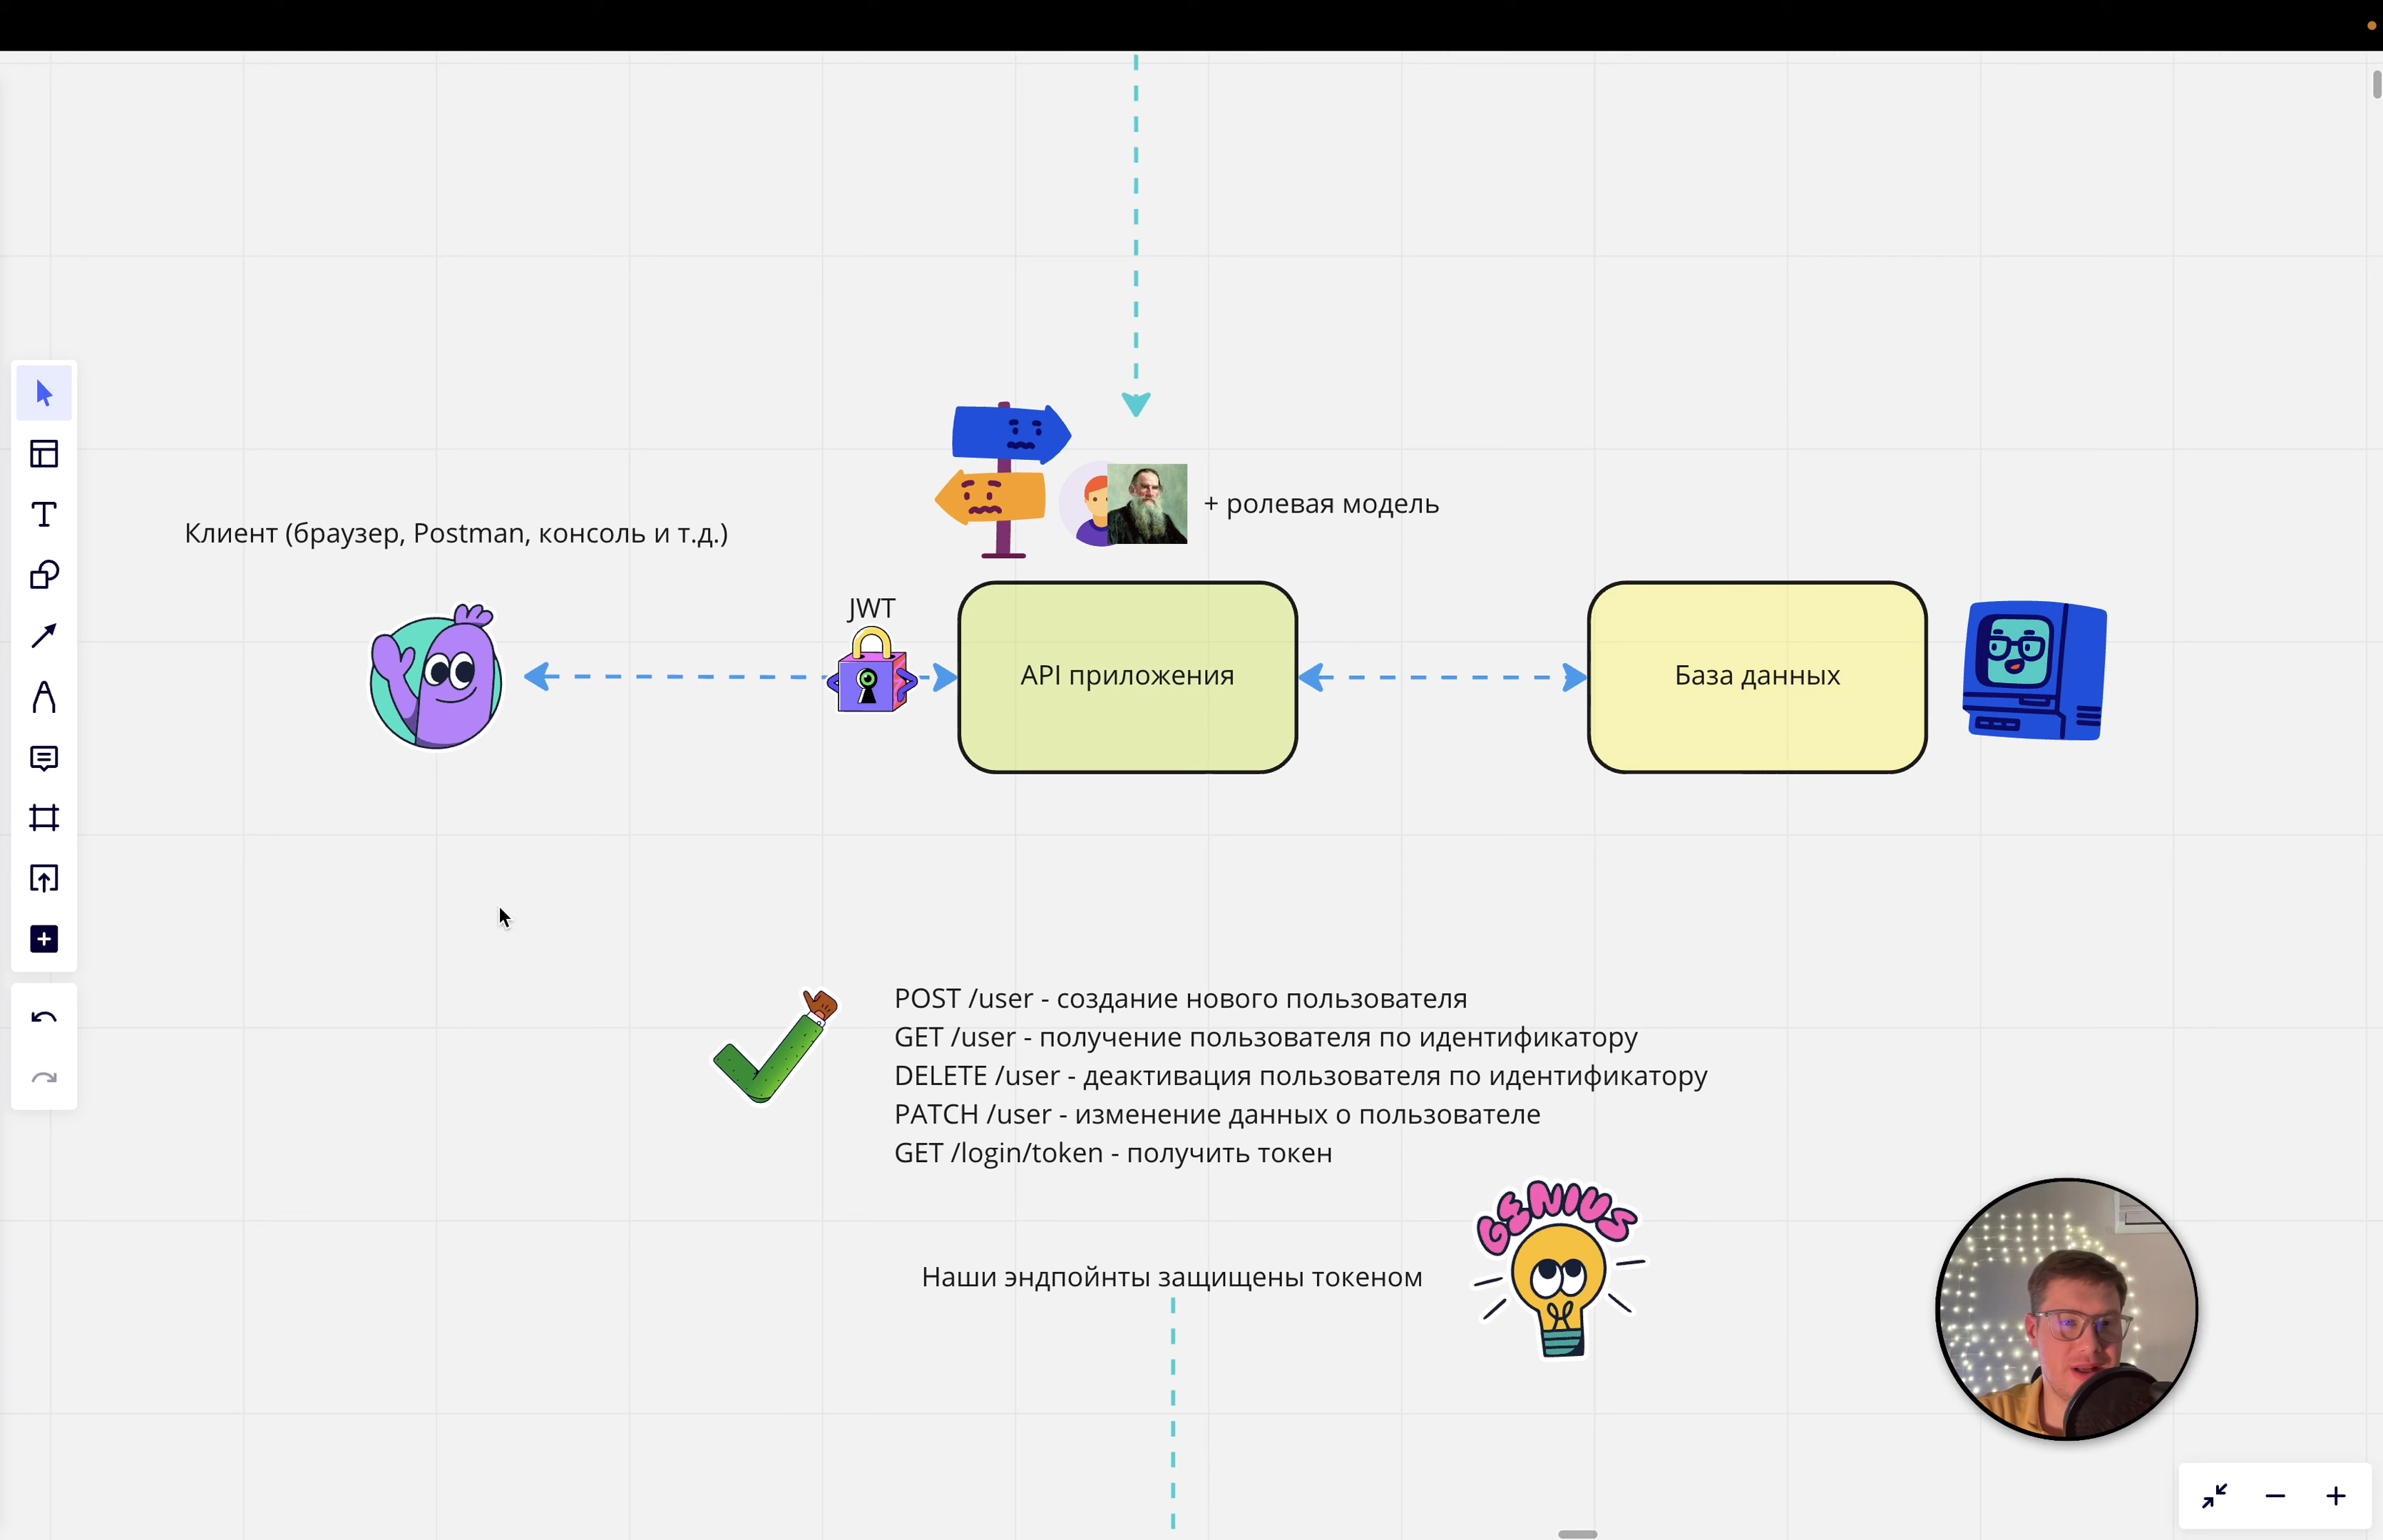 + ролевая модель
Клиент (браузер, Postman, консоль и т.д.)
JWT
API приложения
База данных
POST /user - создание нового пользователя
GET /user - получение пользователя по идентификатору
DELETE /user - деактивация пользователя по идентификатору
PATCH /user - изменение данных о пользователе
GET /login/token - получить токен
GENIUS
Наши эндпойнты защищены токеном